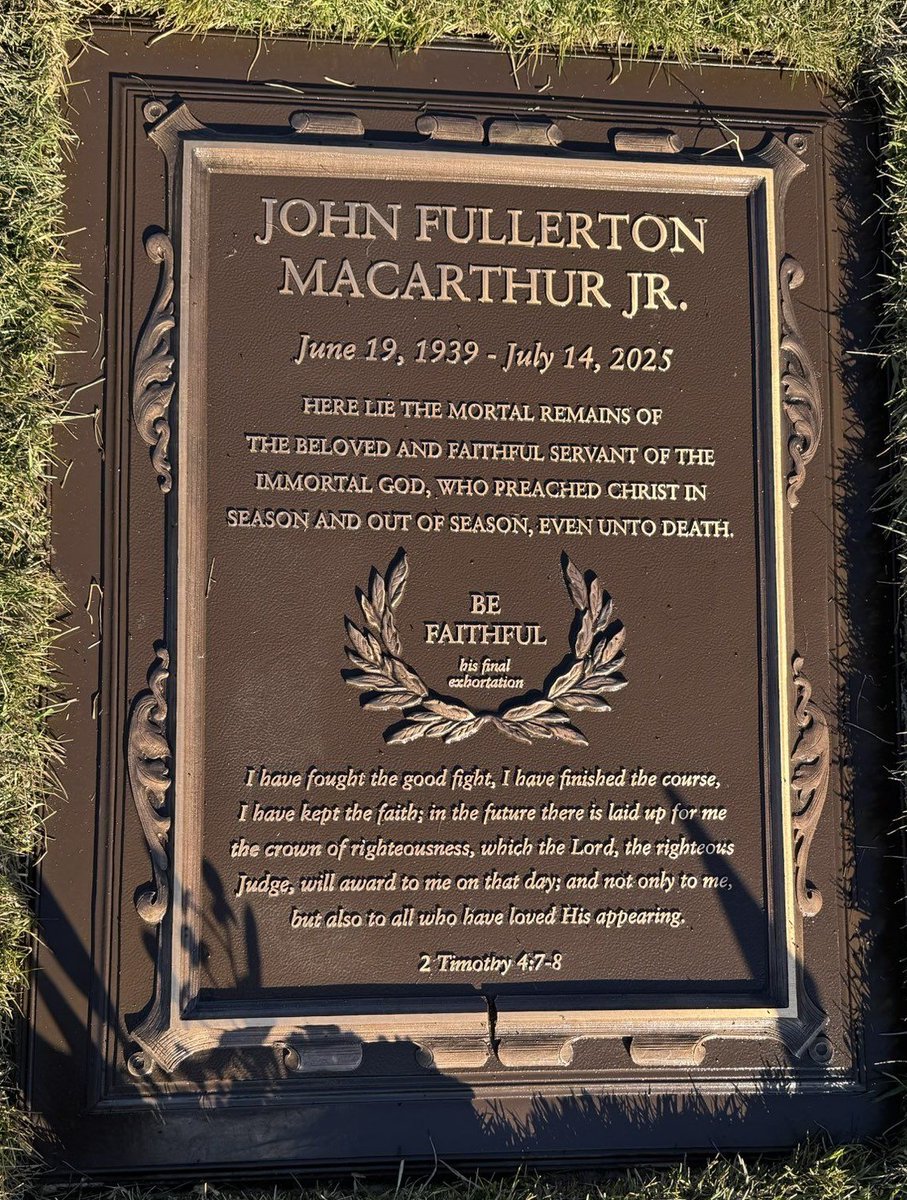 JOHN FULLERTON
MACARTHUR JR.
June 19, 1939 - July 14, 2025
HERE LIE THE MORTAL REMAINS OF
THE BELOVED AND FAITHFUL SERVANT OF THE
IMMORTAL GOD, WHO PREACHED CHRIST IN
SEASON AND OUT OF SEASON, EVEN UNTO DEATH.
BE
FAITHFUL
his final
exhortation
I have fought the good fight, I have finished the course,
I have kept the faith; in the future there is laid up for me
the crown of righteousness, which the Lord, the righteous
Judge, will award to me on that day; and not only to me,
but also to all who have loved His appearing.
2 Timothy 4:7-8